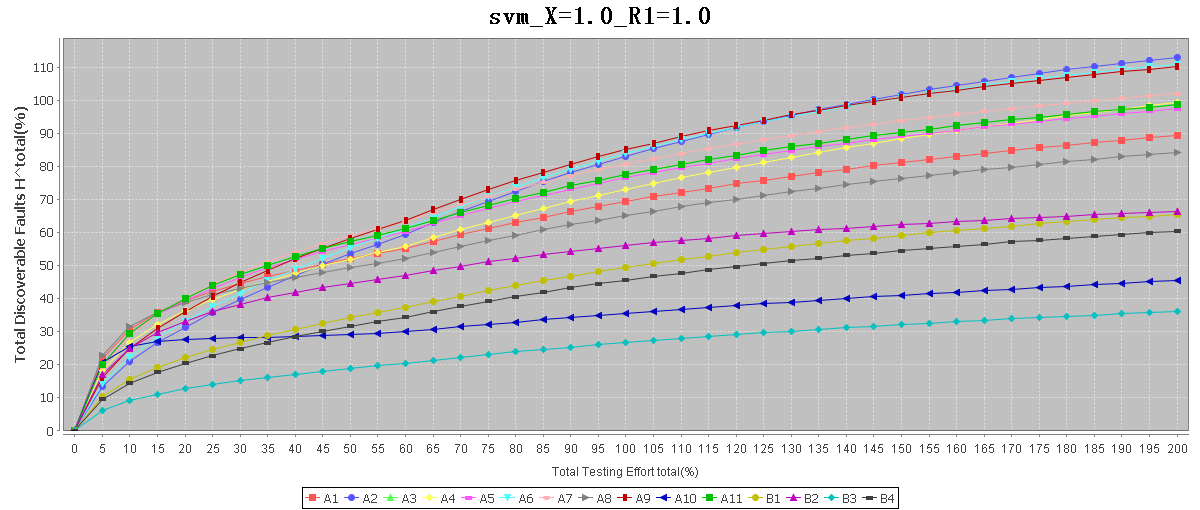 svm_X=1.0_R1=1.0
Total Discoverable Faults H^total(%)
110
100
90
80
70
60
50
40
30
20
10
0
0 5 10 15 20 25 30 35 40 45 50 55 60 65 70 75 80 85 90 95 100 105 110 115 120 125 130 135 140 145 150 155 160 165 170 175 180 185 190 195 200
Total Testing Effort total(%)
A1 A2 A3 A4 A5 A6 A7 A8 A9 A10 A11 B1 B2 B3 B4